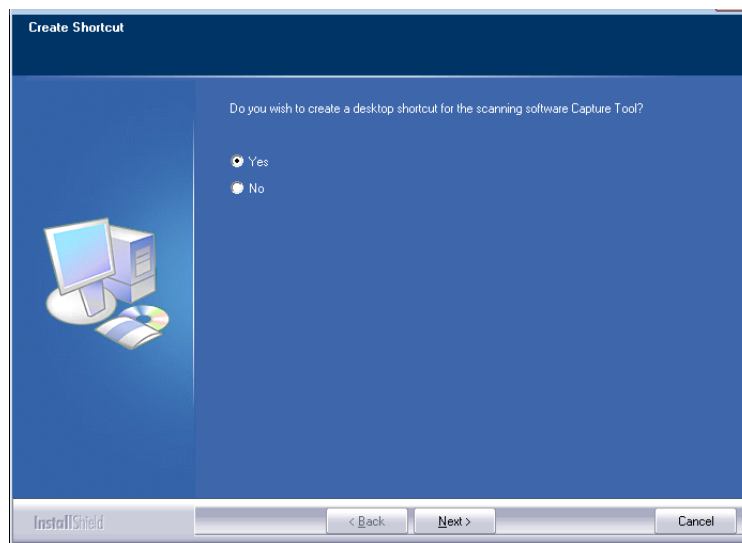 Create Shortcut
Do you wish to create a desktop shortcut for the scanning software Capture Tool?
Yes
No
InstallShield
< Back
Next >
Cancel